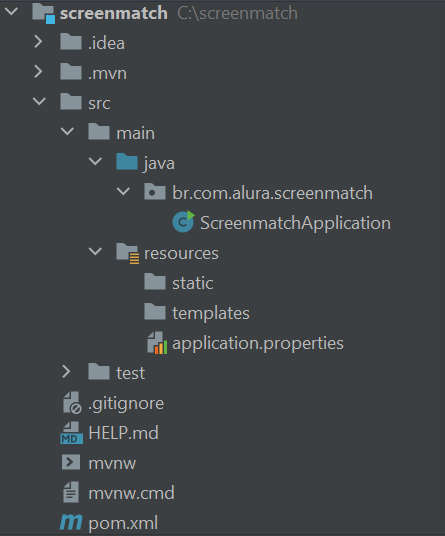 screenmatch C:\screenmatch
.idea
.mvn
src
main
java
br.com.alura.screenmatch
C ScreenmatchApplication
resources
static
templates
application.properties
test
.gitignore
MD HELP.md
mvnw
mvnw.cmd
m pom.xml